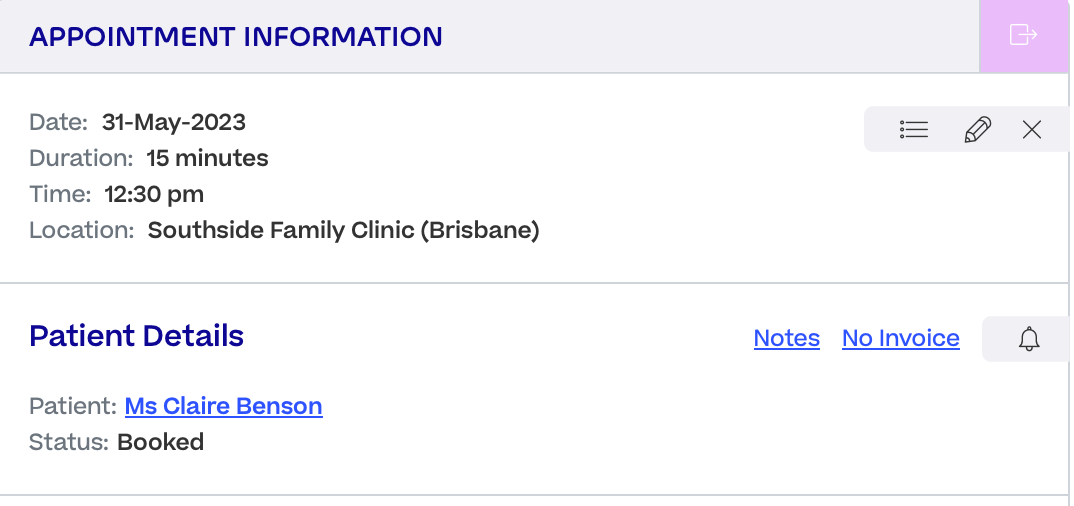 APPOINTMENT INFORMATION
Date: 31-May-2023
Duration: 15 minutes
Time: 12:30 pm
Location: Southside Family Clinic (Brisbane)
Patient Details
Notes No Invoice
Patient: Ms Claire Benson
Status: Booked